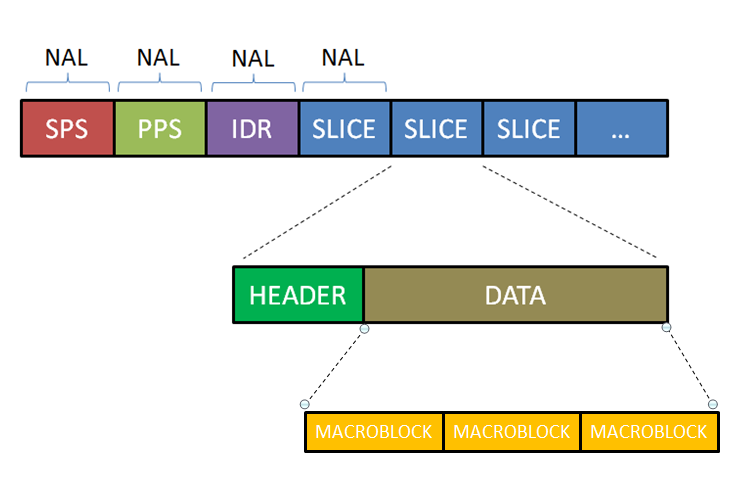 NAL NAL NAL NAL
SPS PPS IDR SLICE SLICE SLICE ...
HEADER DATA
MACROBLOCK MACROBLOCK MACROBLOCK